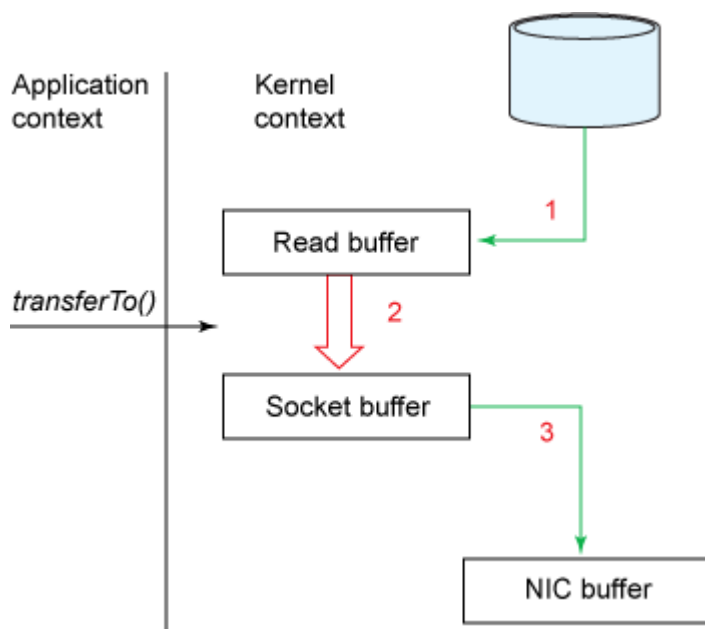 Application
context
Kernel
context
1
Read buffer
transferTo()
2
Socket buffer
3
NIC buffer